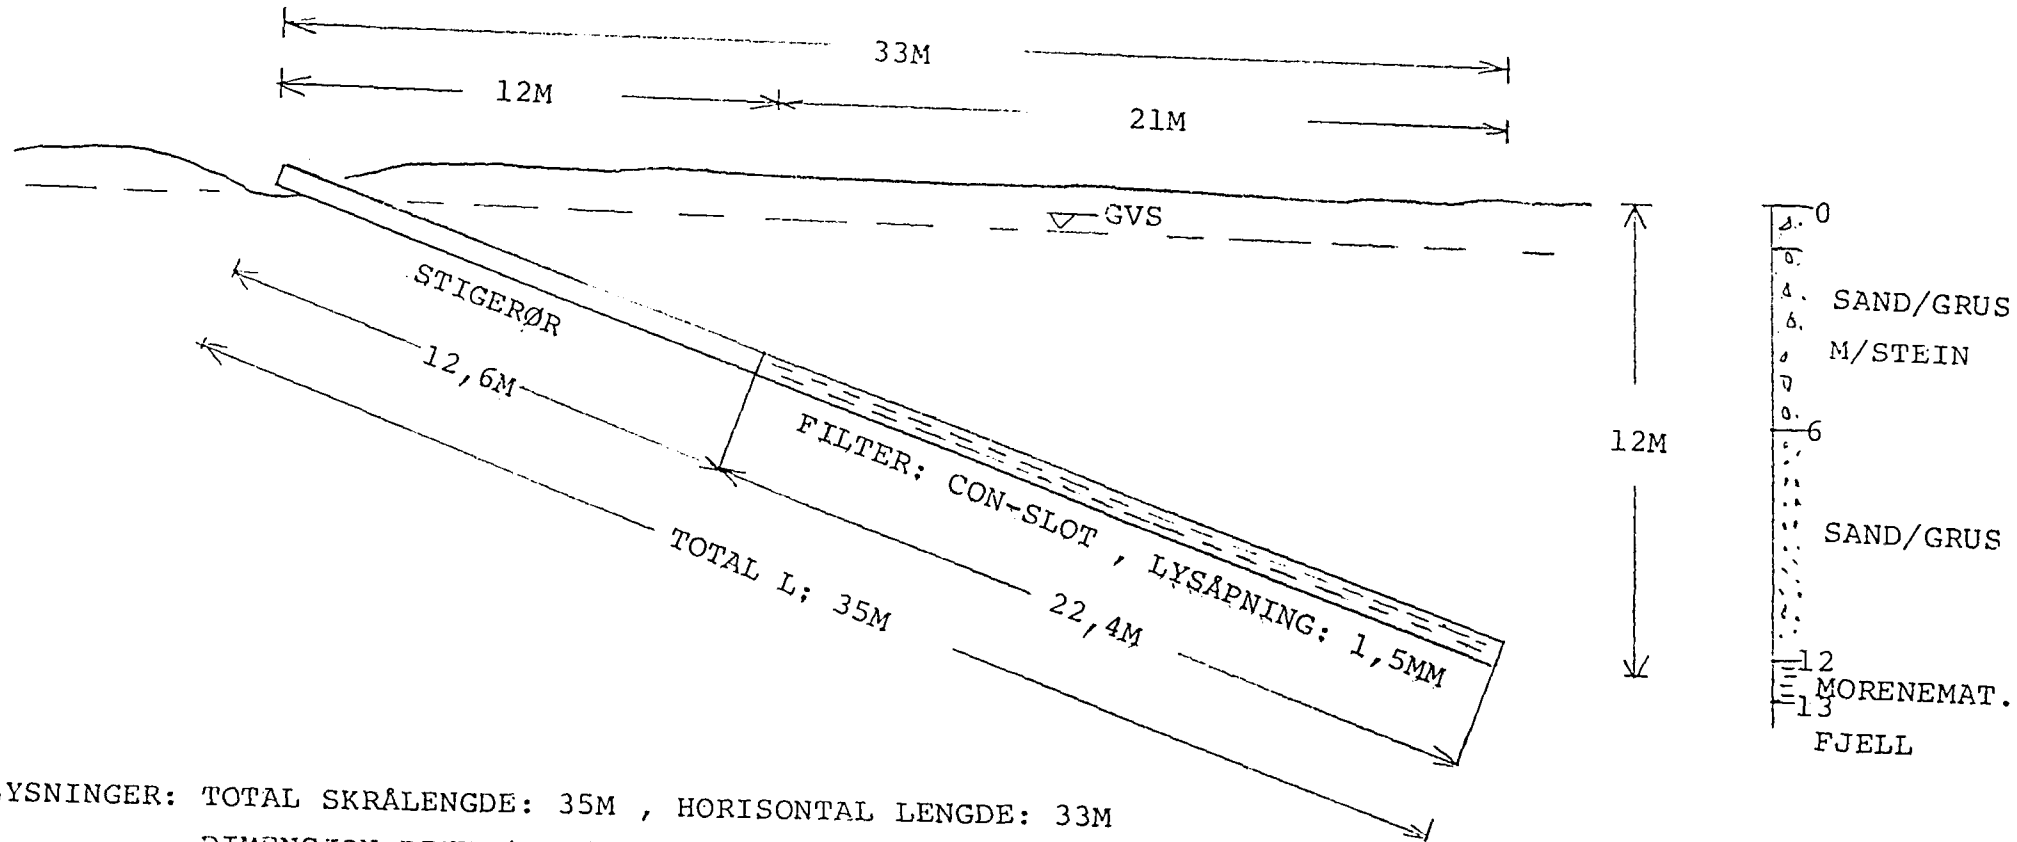 33M
12M
21M
GVS
STIGERØR
12,6M
FILTER: CON-SLOT , LYSÅPNING: 1,5MM
22,4M
TOTAL L: 35M
12M
0
SAND/GRUS
M/STEIN
6
SAND/GRUS
12
MORENEMAT.
13
FJELL
YSNINGER: TOTAL SKRÅLENGDE: 35M , HORISONTAL LENGDE: 33M